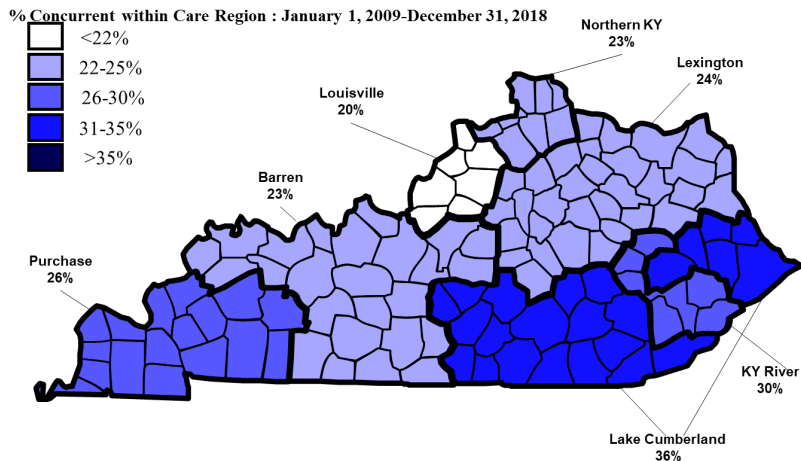 % Concurrent within Care Region : January 1, 2009-December 31, 2018
<22%
22-25%
26-30%
31-35%
>35%
Northern KY
23%
Lexington
24%
Louisville
20%
Barren
23%
Purchase
26%
KY River
30%
Lake Cumberland
36%